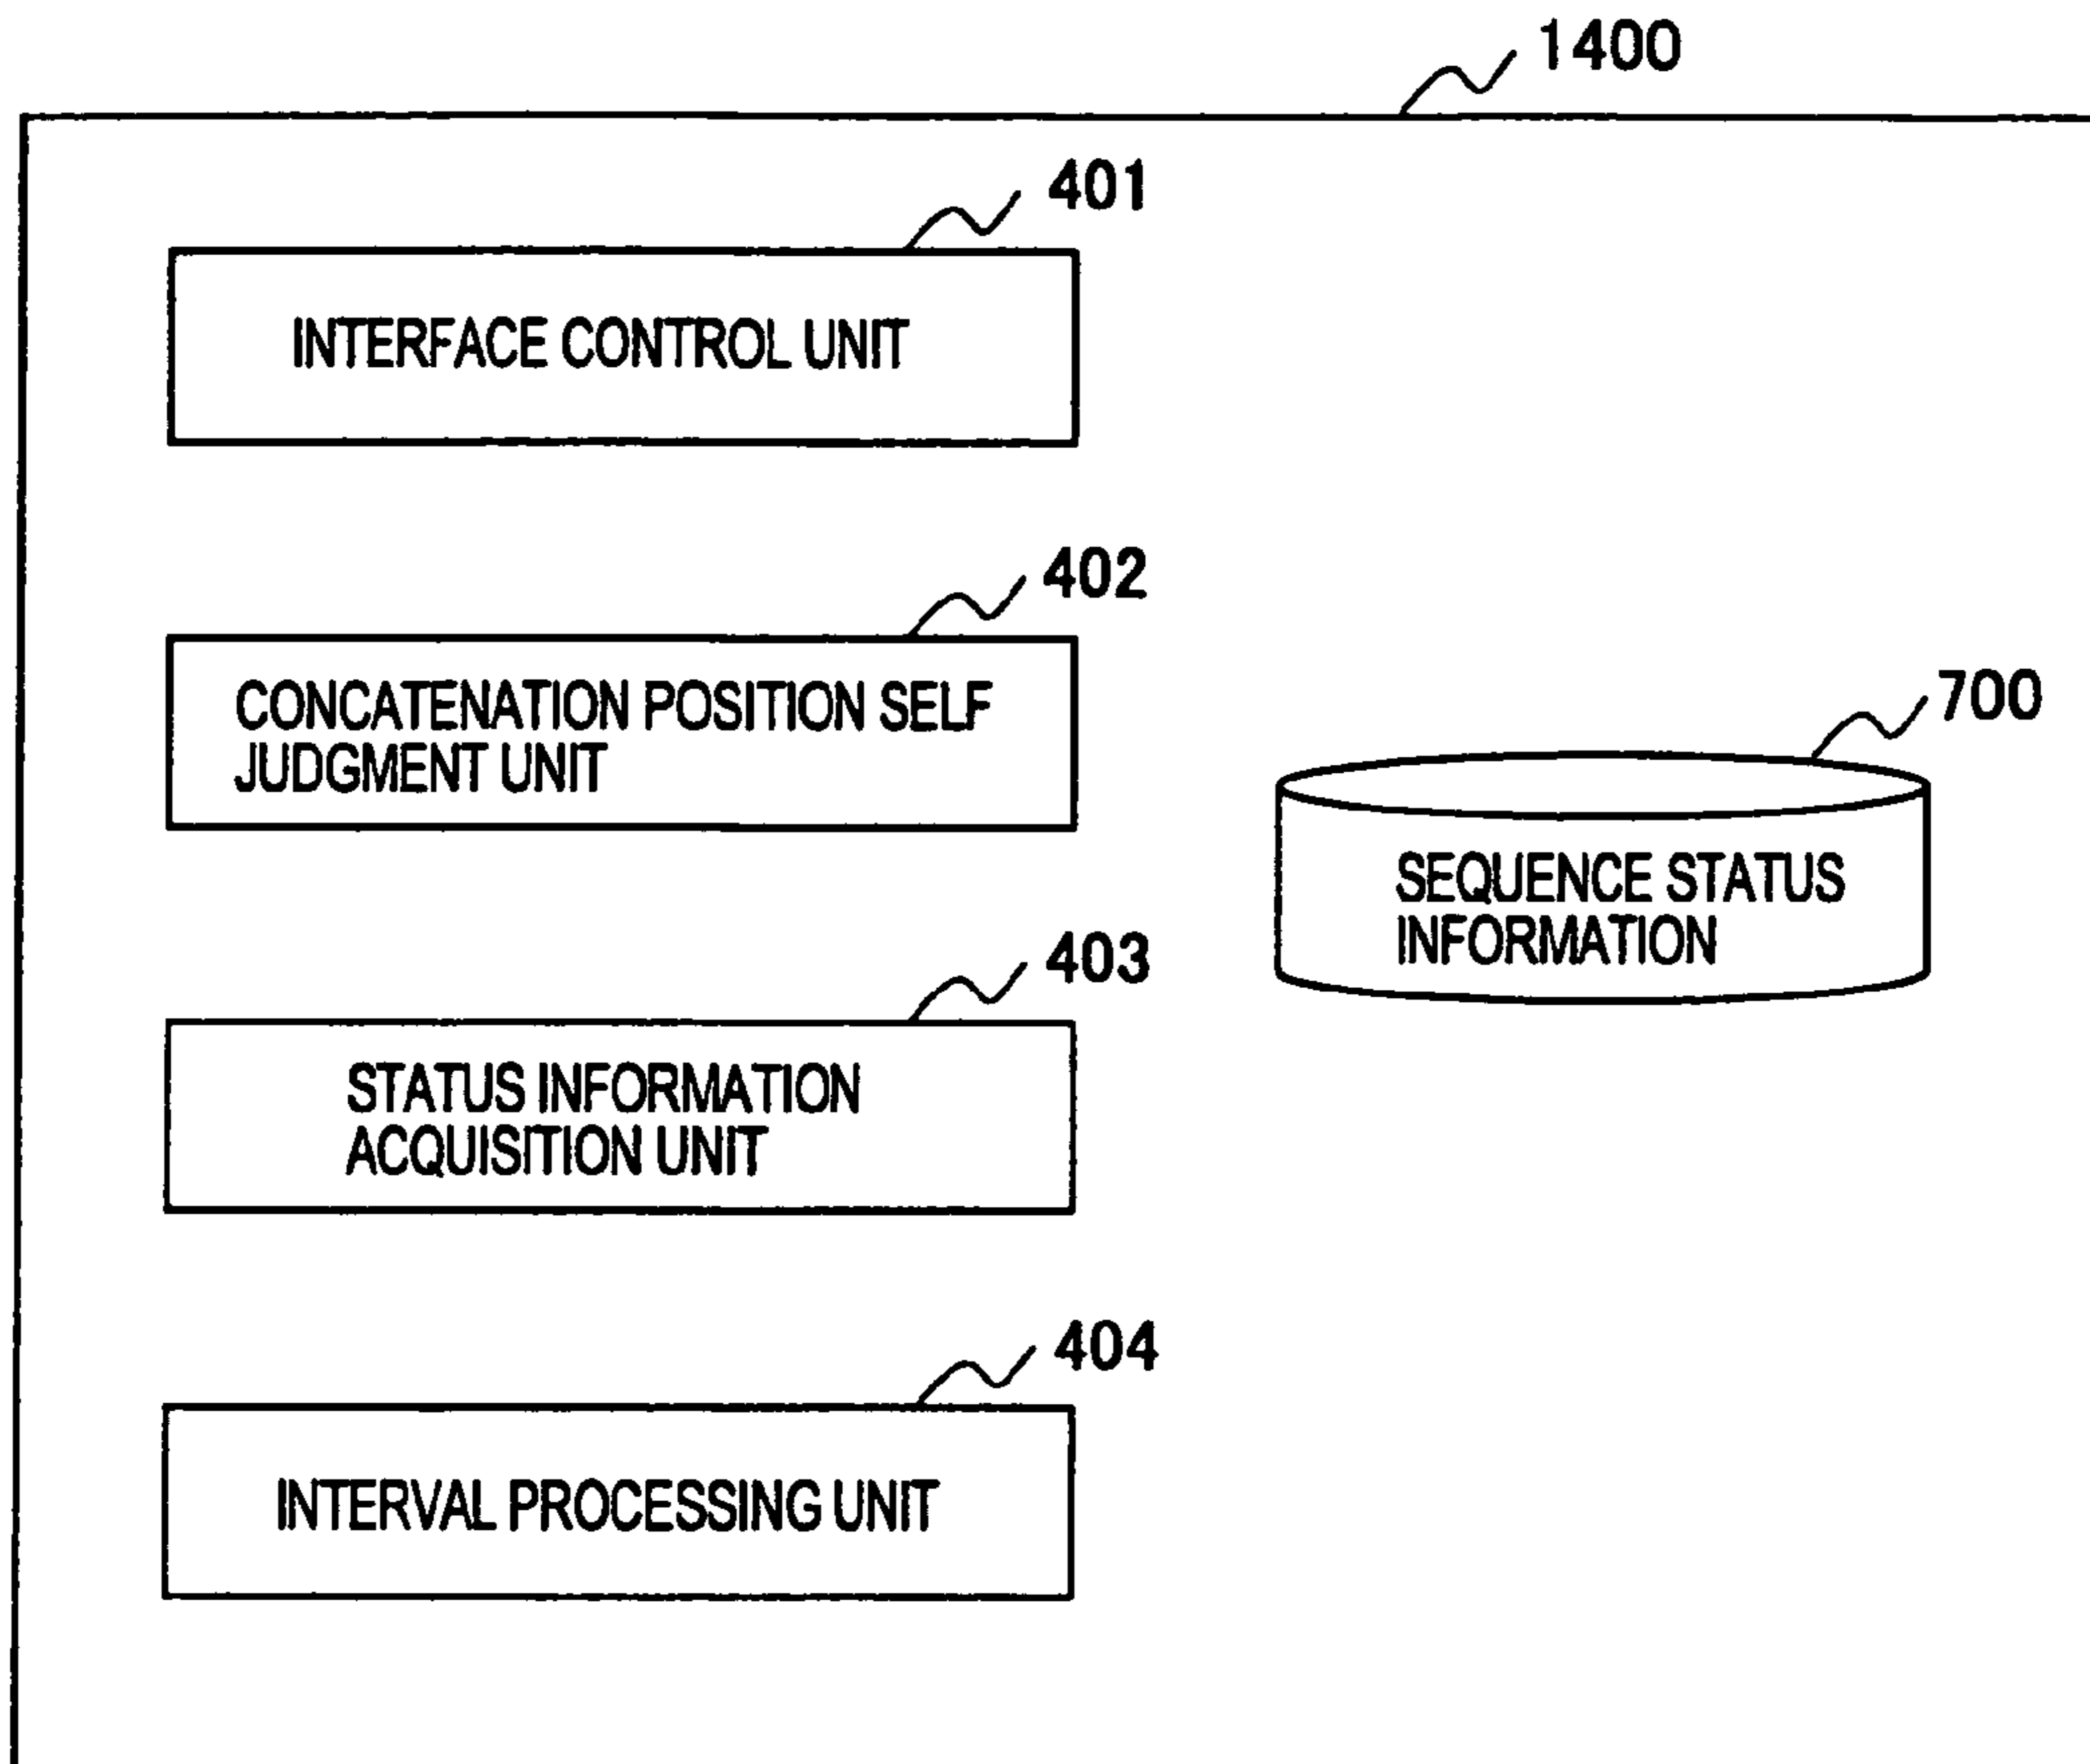 1400
401
INTERFACE CONTROL UNIT
402
CONCATENATION POSITION SELF
JUDGMENT UNIT
700
SEQUENCE STATUS
INFORMATION
403
STATUS INFORMATION
ACQUISITION UNIT
404
INTERVAL PROCESSING UNIT